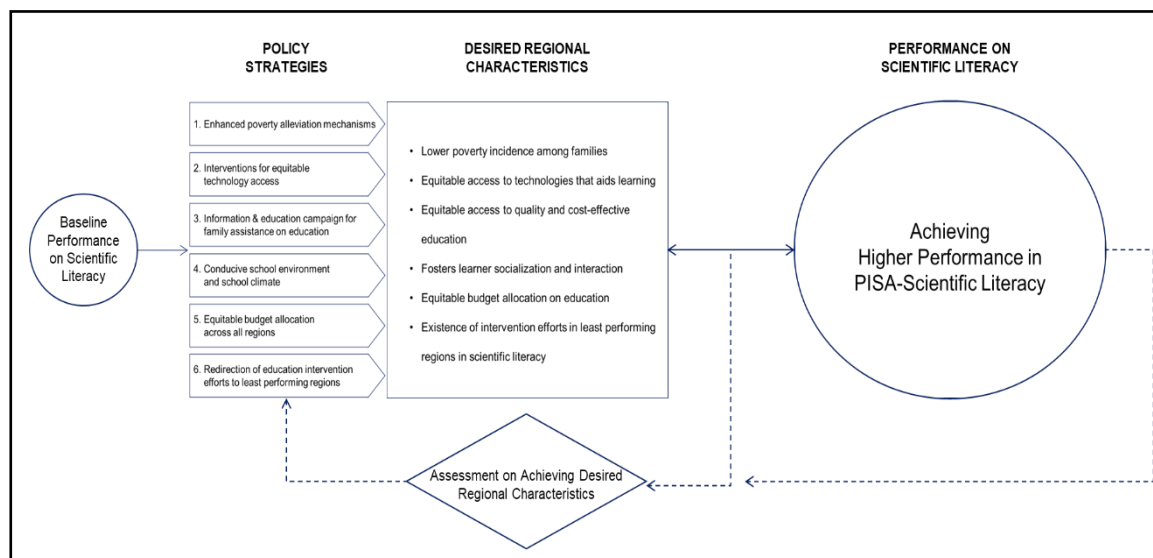 POLICY
STRATEGIES
DESIRED REGIONAL
CHARACTERISTICS
PERFORMANCE ON
SCIENTIFIC LITERACY
Baseline
Performance
on Scientific
Literacy
1. Enhanced poverty alleviation mechanisms
2. Interventions for equitable
technology access
3. Information & education campaign for
family assistance on education
4. Conducive school environment
and school climate
5. Equitable budget allocation
across all regions
6. Redirection of education intervention
efforts to least performing regions
• Lower poverty incidence among families
• Equitable access to technologies that aids learning
• Equitable access to quality and cost-effective
education
• Fosters learner socialization and interaction
• Equitable budget allocation on education
• Existence of intervention efforts in least performing
regions in scientific literacy
Achieving
Higher Performance in
PISA-Scientific Literacy
Assessment on Achieving Desired
Regional Characteristics